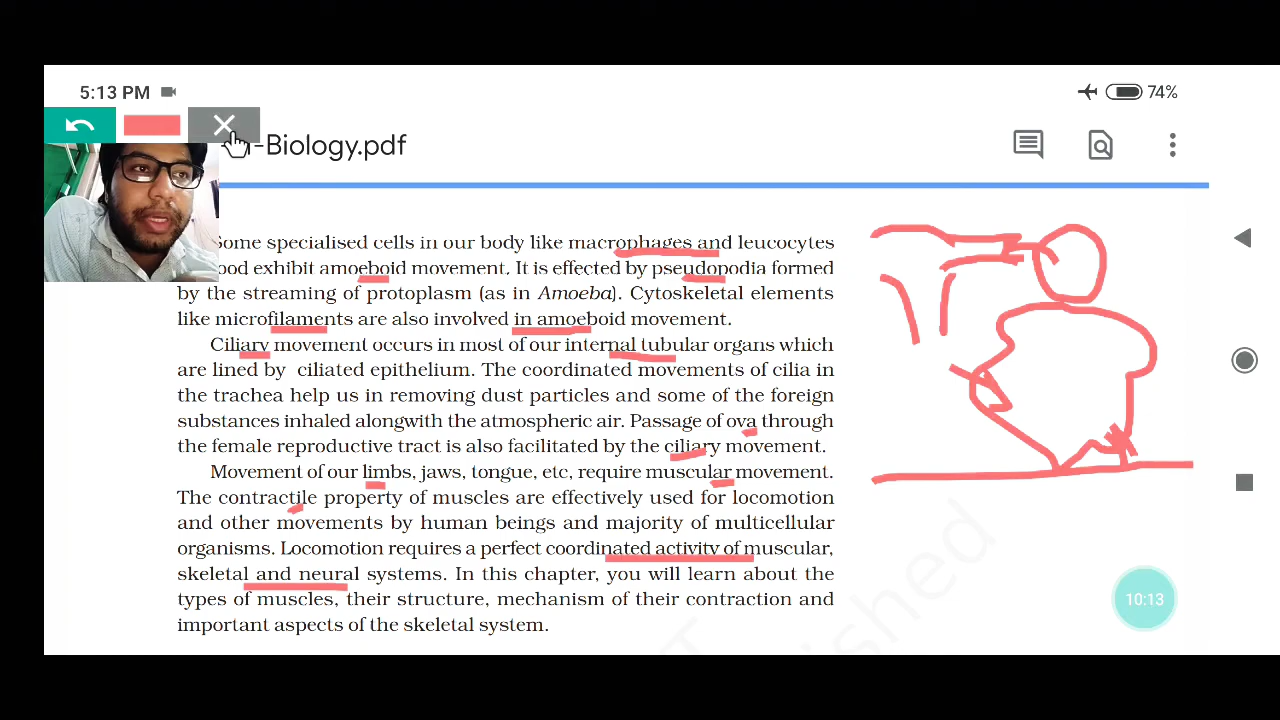 5:13 PM
74%
-Biology.pdf
Some specialised cells in our body like macrophages and leucocytes
ood exhibit amoeboid movement. It is effected by pseudopodia formed
by the streaming of protoplasm (as in Amoeba). Cytoskeletal elements
like microfilaments are also involved in amoeboid movement.
Ciliary movement occurs in most of our internal tubular organs which
are lined by ciliated epithelium. The coordinated movements of cilia in
the trachea help us in removing dust particles and some of the foreign
substances inhaled alongwith the atmospheric air. Passage of ova through
the female reproductive tract is also facilitated by the ciliary movement.
Movement of our limbs, jaws, tongue, etc, require muscular movement.
The contractile property of muscles are effectively used for locomotion
and other movements by human beings and majority of multicellular
organisms. Locomotion requires a perfect coordinated activity of muscular,
skeletal and neural systems. In this chapter, you will learn about the
types of muscles, their structure, mechanism of their contraction and
important aspects of the skeletal system.
10:13